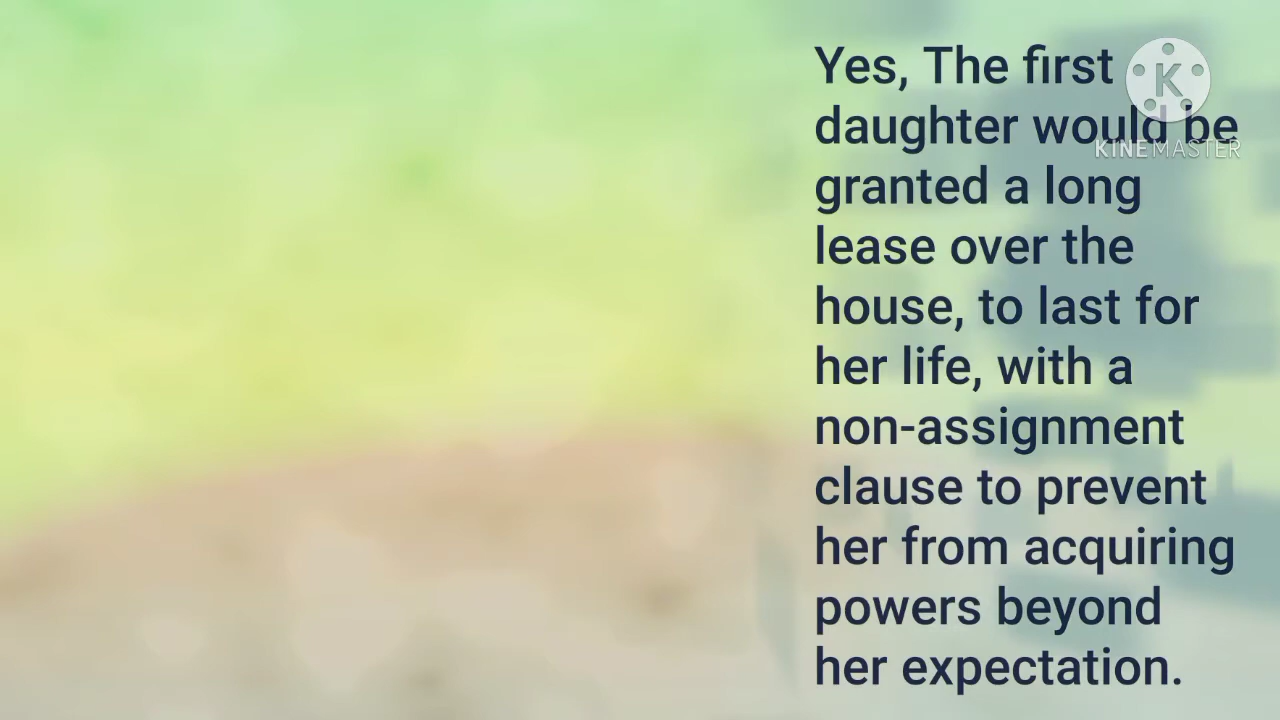 Yes, The first
daughter would be
granted a long
lease over the
house, to last for
her life, with a
non-assignment
clause to prevent
her from acquiring
powers beyond
her expectation.
K
KINEMASTER